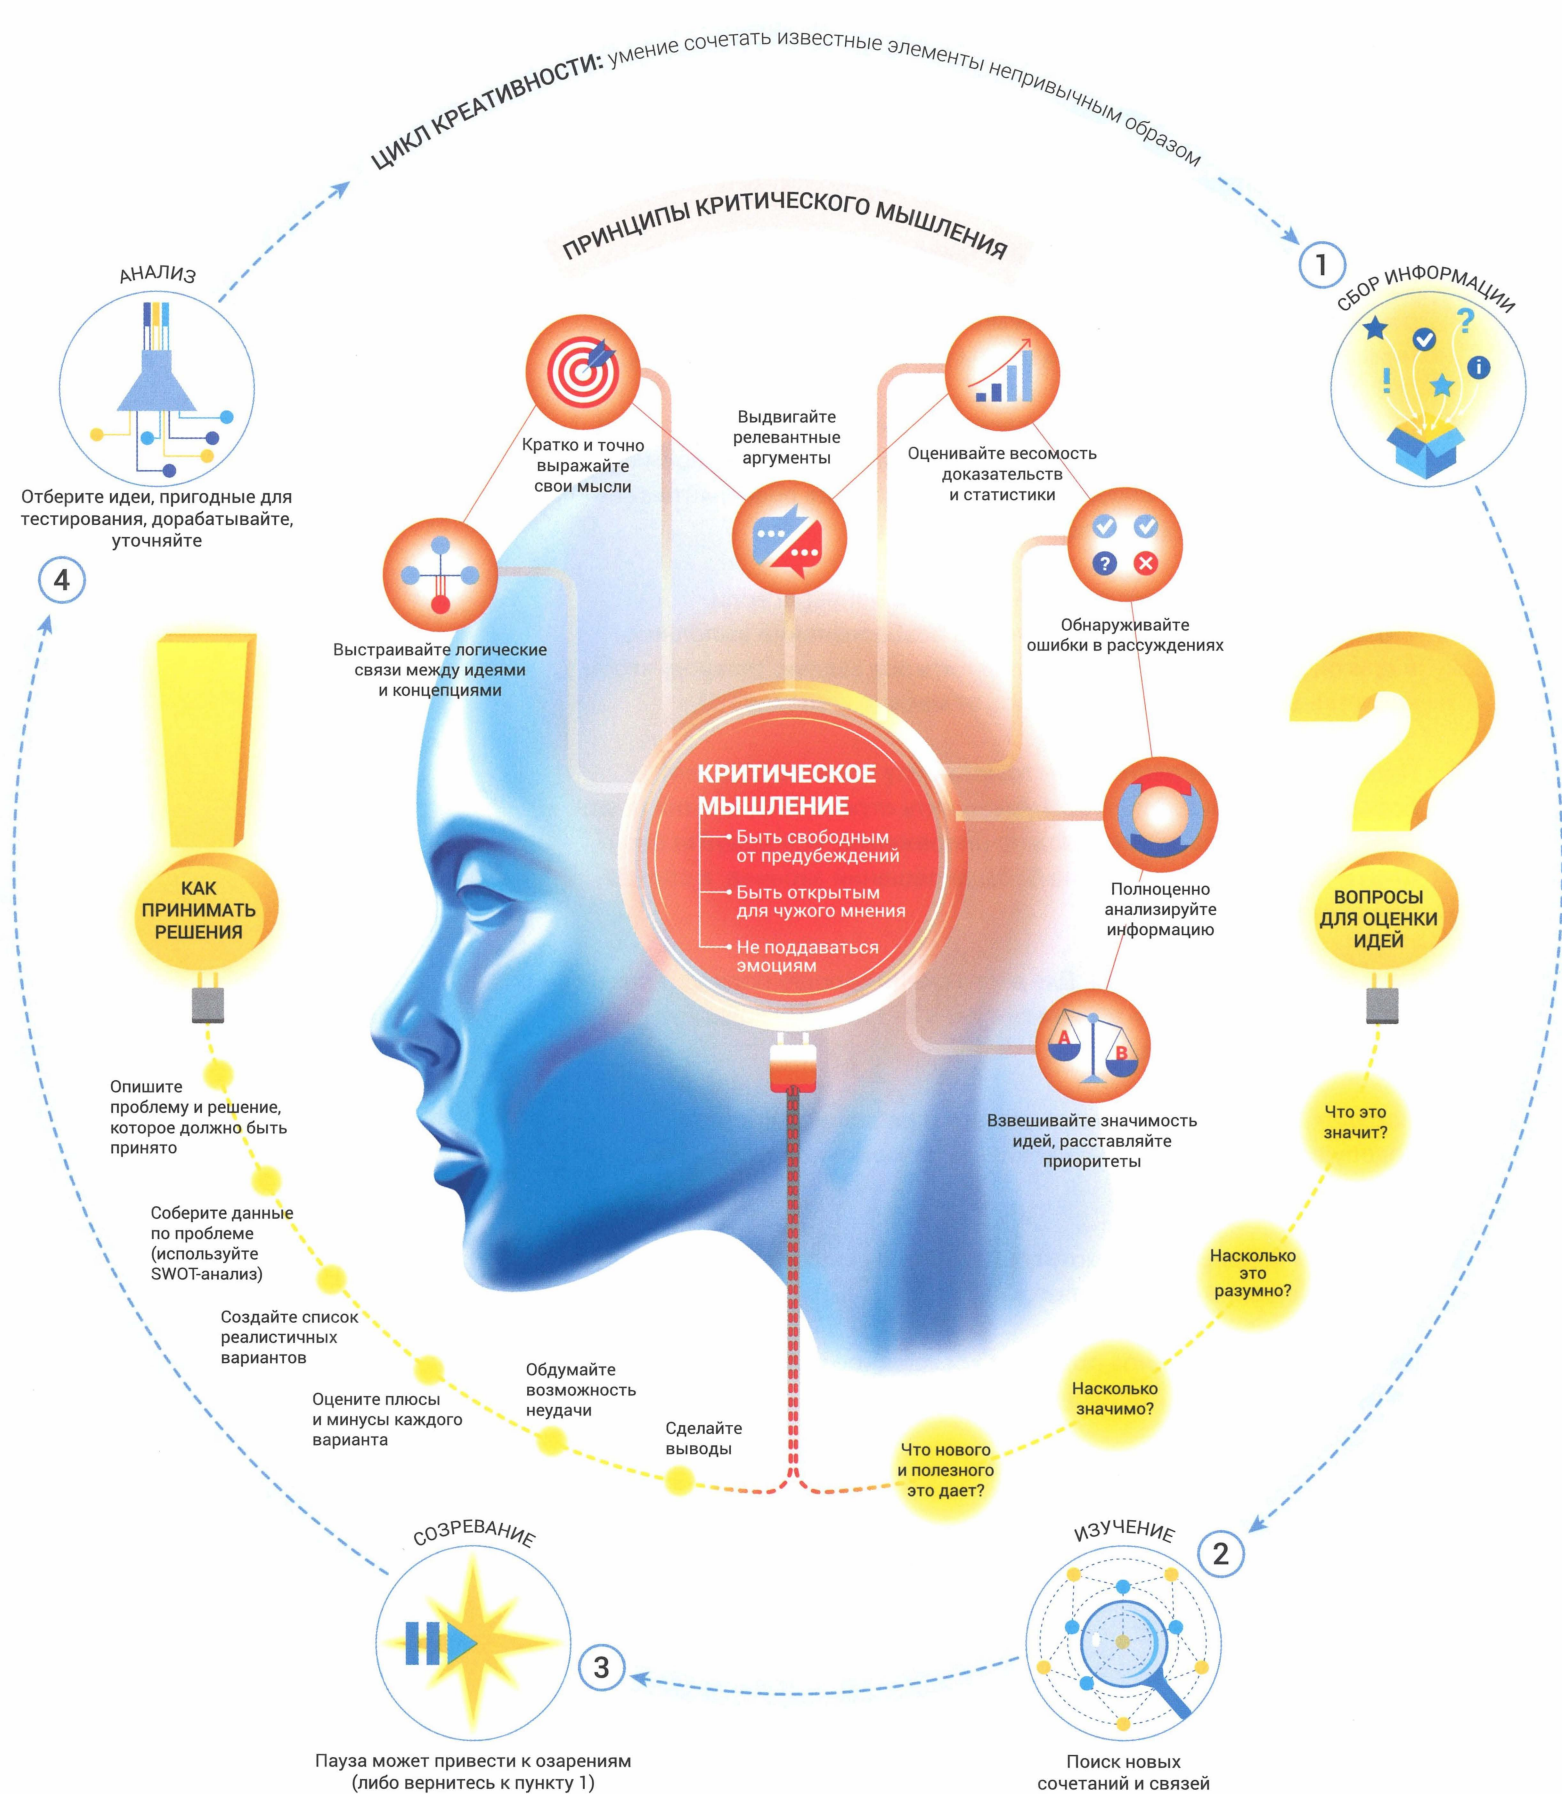 ЦИКЛ КРЕАТИВНОСТИ: умение сочетать известные элементы непривычным образом
ПРИНЦИПЫ КРИТИЧЕСКОГО МЫШЛЕНИЯ
1
СБОР ИНФОРМАЦИИ
?
!
i
АНАЛИЗ
Отберите идеи, пригодные для
тестирования, дорабатывайте,
уточняйте
4
Кратко и точно
выражайте
свои мысли
Выдвигайте
релевантные
аргументы
Оценивайте весомость
доказательств
и статистики
?
Выстраивайте логические
связи между идеями
и концепциями
Обнаруживайте
ошибки в рассуждениях
КРИТИЧЕСКОЕ
МЫШЛЕНИЕ
Быть свободным
от предубеждений
Быть открытым
для чужого мнения
Не поддаваться
эмоциям
Полноценно
анализируйте
информацию
A
B
Взвешивайте значимость
идей, расставляйте
приоритеты
!
КАК
ПРИНИМАТЬ
РЕШЕНИЯ
Опишите
проблему и решение,
которое должно быть
принято
Соберите данные
по проблеме
(используйте
SWOT-анализ)
Создайте список
реалистичных
вариантов
Оцените плюсы
и минусы каждого
варианта
Обдумайте
возможность
неудачи
Сделайте
выводы
?
ВОПРОСЫ
ДЛЯ ОЦЕНКИ
ИДЕЙ
Что это
значит?
Насколько
это
разумно?
Насколько
значимо?
Что нового
и полезного
это дает?
СОЗРЕВАНИЕ
3
Пауза может привести к озарениям
(либо вернитесь к пункту 1)
ИЗУЧЕНИЕ
2
Поиск новых
сочетаний и связей